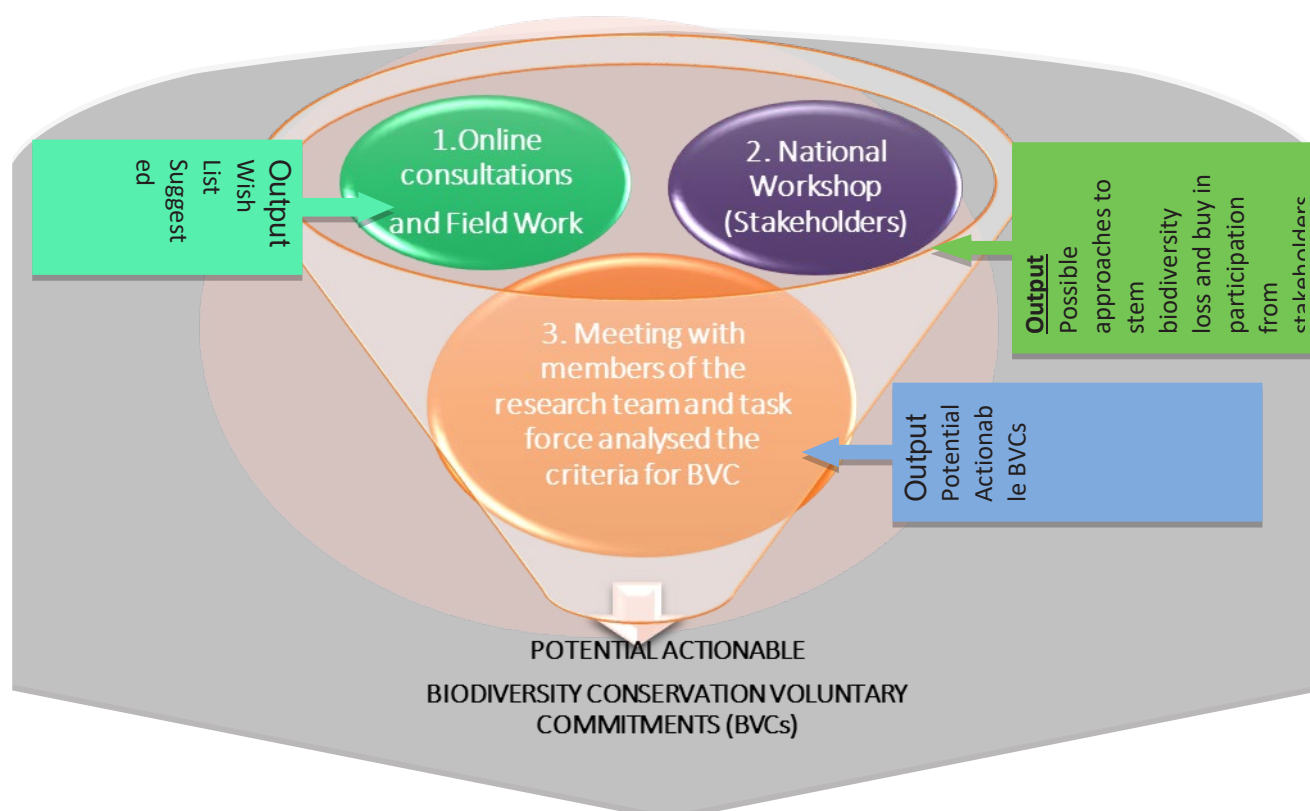 Output
Wish
List
Suggest
ed
1.Online
consultations
and Field Work
2. National
Workshop
(Stakeholders)
Output
Possible
approaches to
stem
biodiversity
loss and buy in
participation
from
stakeholders
3. Meeting with
members of the
research team and task
force analysed the
criteria for BVC
Output
Potential
Actionab
le BVCs
POTENTIAL ACTIONABLE
BIODIVERSITY CONSERVATION VOLUNTARY
COMMITMENTS (BVCs)